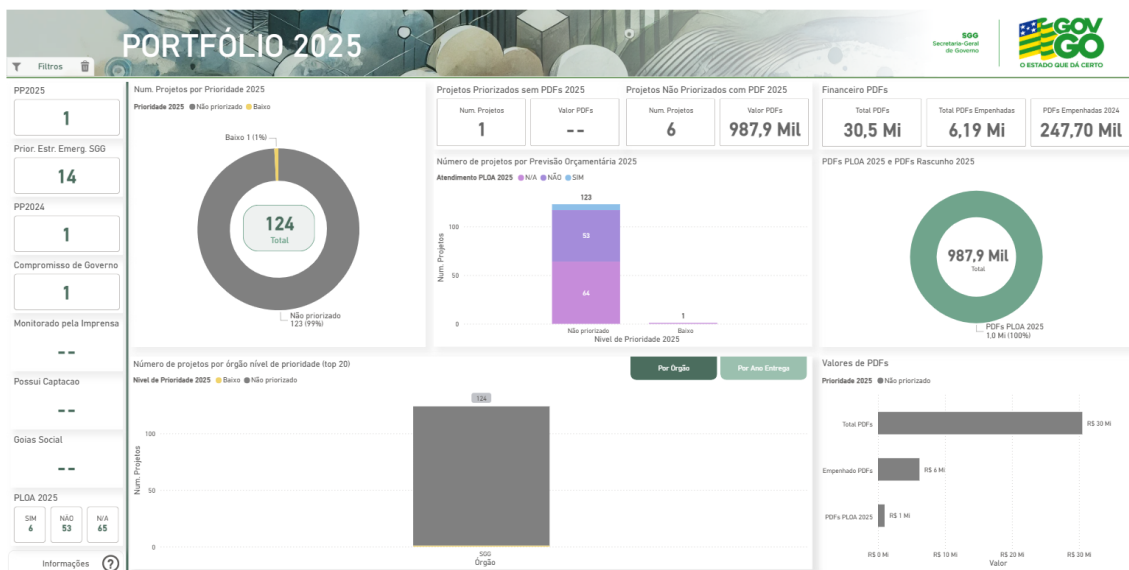 PORTFÓLIO 2025
SGG
Secretaria-Geral
de Governo
GOV
GO
O ESTADO QUE DÁ CERTO
Filtros
PP2025
1
Prior. Estr. Emerg. SGG
14
PP2024
1
Compromisso de Governo
1
Monitorado pela Imprensa
--
Possui Captacao
--
Goias Social
--
PLOA 2025
SIM NÃO N/A
6 53 65
Informações ?
Num. Projetos por Prioridade 2025
Prioridade 2025 Não priorizado Baixo
Baixo 1 (1%)
124
Total
Não priorizado
123 (99%)
Projetos Priorizados sem PDFs 2025
Num. Projetos Valor PDFs
1 --
Projetos Não Priorizados com PDF 2025
Num. Projetos Valor PDFs
6 987,9 Mil
Número de projetos por Previsão Orçamentária 2025
Atendimento PLOA 2025 N/A NÃO SIM
Num. Projetos
100
50
0
123
53
64
1
Não priorizado Baixo
Nivel de Prioridade 2025
Financeiro PDFs
Total PDFs Total PDFs Empenhadas PDFs Empenhadas 2024
30,5 Mi 6,19 Mi 247,70 Mil
PDFs PLOA 2025 e PDFs Rascunho 2025
987,9 Mil
Total
PDFs PLOA 2025
1,0 Mi (100%)
Número de projetos por órgão nível de prioridade (top 20)
Por Orgão Por Ano Entrega
Nivel de Prioridade 2025 Baixo Não priorizado
Num. Projetos
100
50
0
124
SGG
Órgão
Valores de PDFs
Prioridade 2025 Não priorizado
Total PDFs R$ 30 Mi
Empenhado PDFs R$ 6 Mi
PDFs PLOA 2025 R$ 1 Mi
R$ 0 Mi R$ 10 Mi R$ 20 Mi R$ 30 Mi
Valor